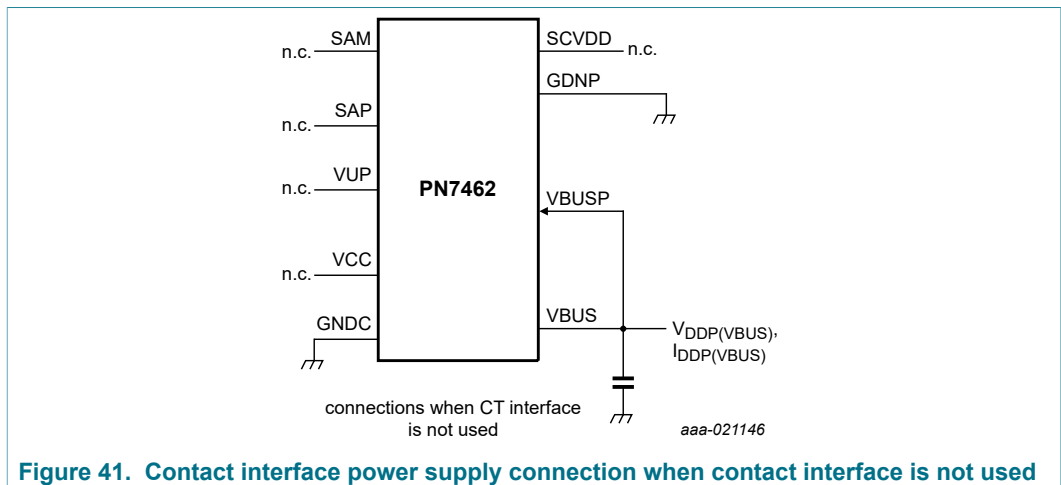 SAM
n.c.
SCVDD
n.c.
GDNP
SAP
n.c.
VUP
n.c.
PN7462
VBUSP
VCC
n.c.
GNDC
VBUS
VDDP(VBUS),
IDDP(VBUS)
connections when CT interface
is not used
aaa-021146
Figure 41. Contact interface power supply connection when contact interface is not used